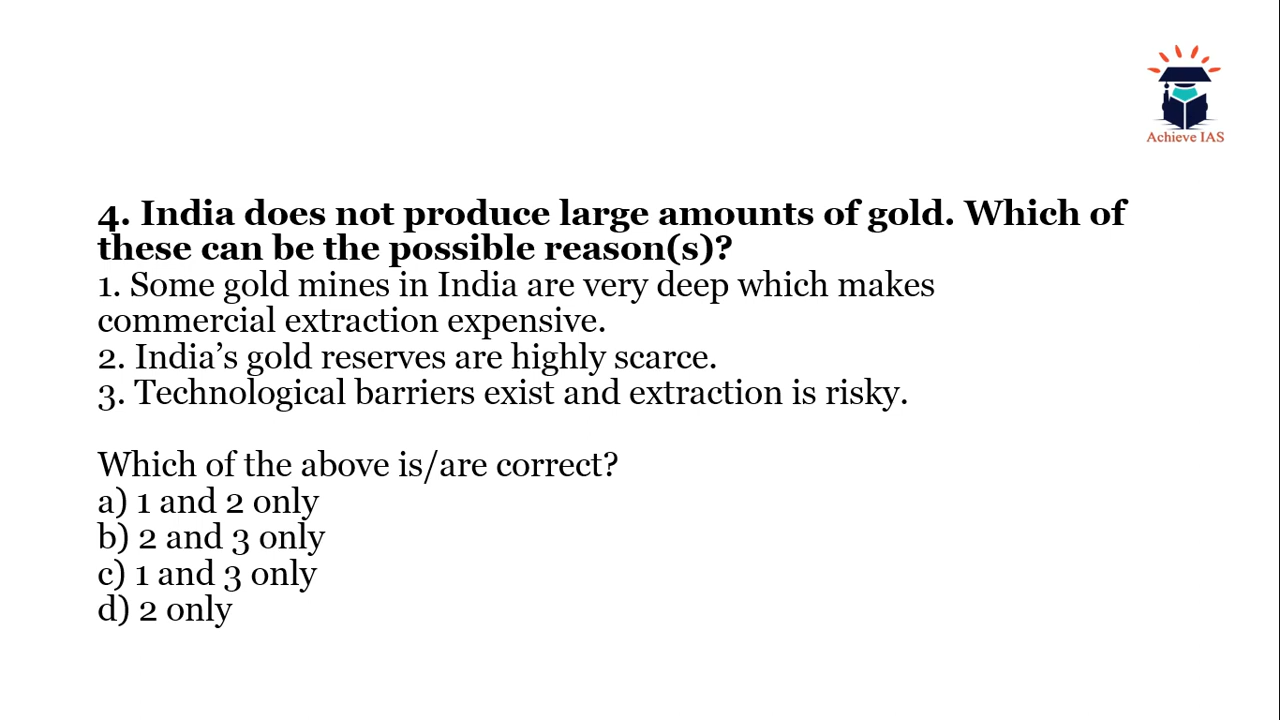 Achieve IAS
4. India does not produce large amounts of gold. Which of
these can be the possible reason(s)?
1. Some gold mines in India are very deep which makes
commercial extraction expensive.
2. India’s gold reserves are highly scarce.
3. Technological barriers exist and extraction is risky.
Which of the above is/are correct?
a) 1 and 2 only
b) 2 and 3 only
c) 1 and 3 only
d) 2 only